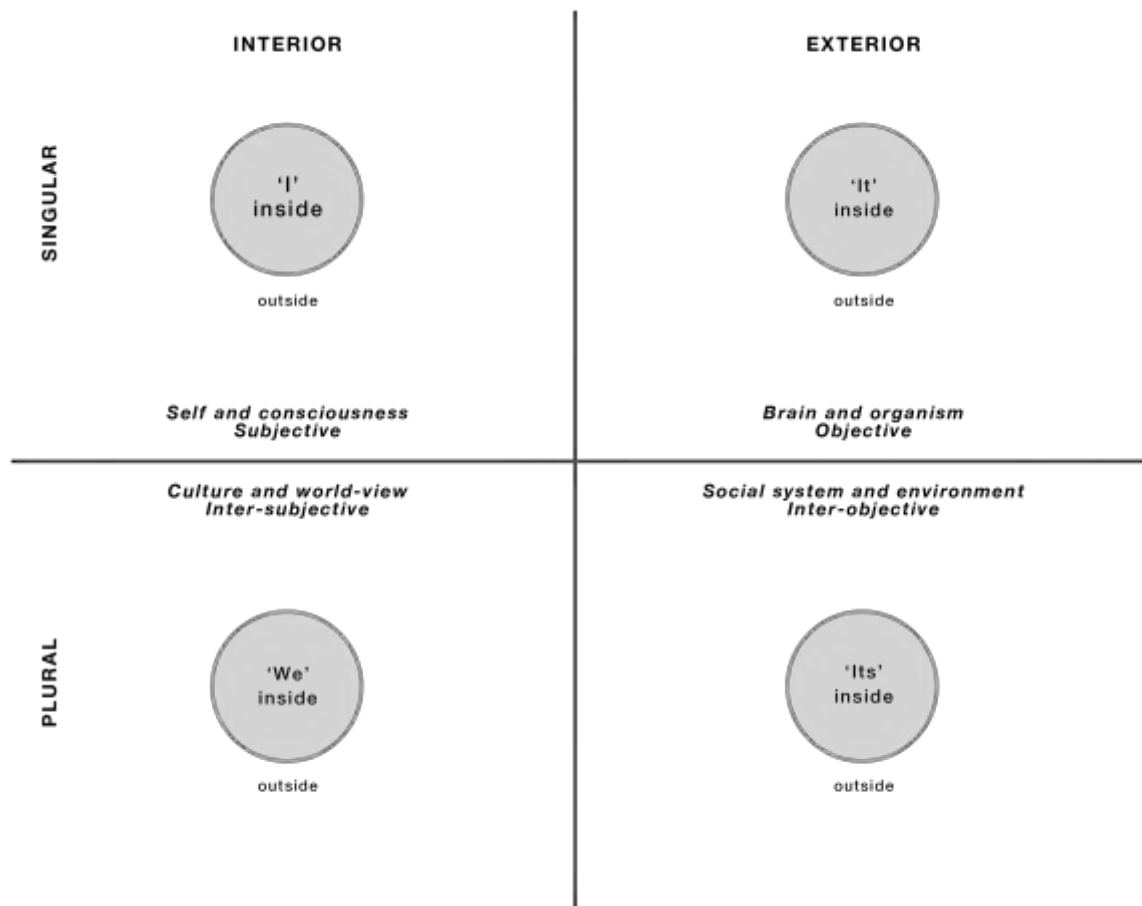 INTERIOR
EXTERIOR
SINGULAR
‘I’
inside
outside
‘It’
inside
outside
Self and consciousness
Subjective
Brain and organism
Objective
Culture and world-view
Inter-subjective
Social system and environment
Inter-objective
PLURAL
‘We’
inside
outside
‘Its’
inside
outside